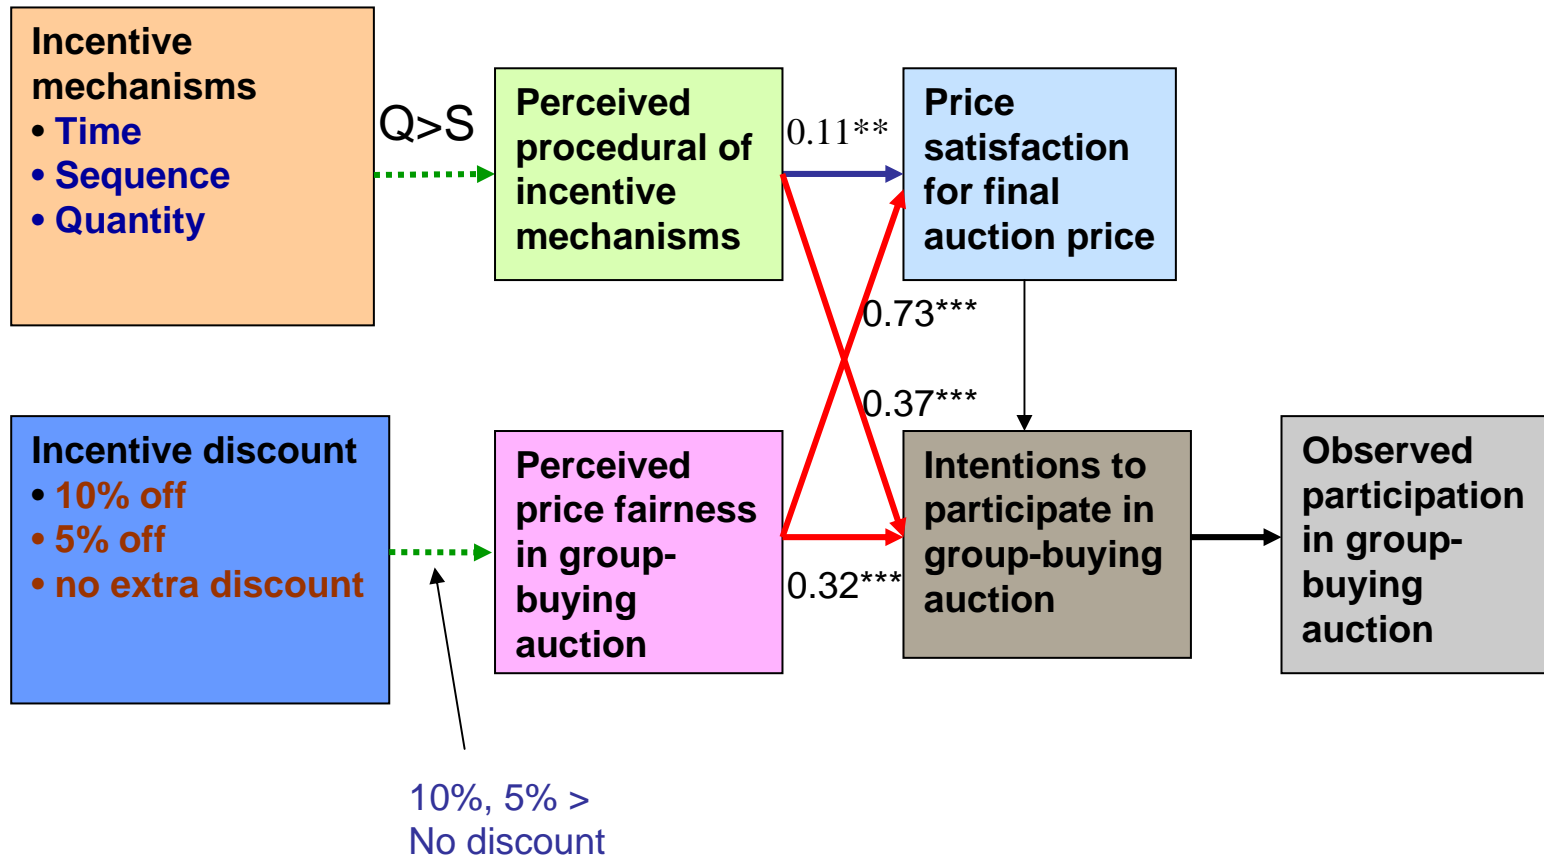 Incentive
mechanisms
• Time
• Sequence
• Quantity
Q>S
Perceived
procedural of
incentive
mechanisms
0.11**
Price
satisfaction
for final
auction price
0.73***
0.37***
Incentive discount
• 10% off
• 5% off
• no extra discount
Perceived
price fairness
in group-
buying
auction
0.32***
Intentions to
participate in
group-buying
auction
Observed
participation
in group-
buying
auction
10%, 5% >
No discount